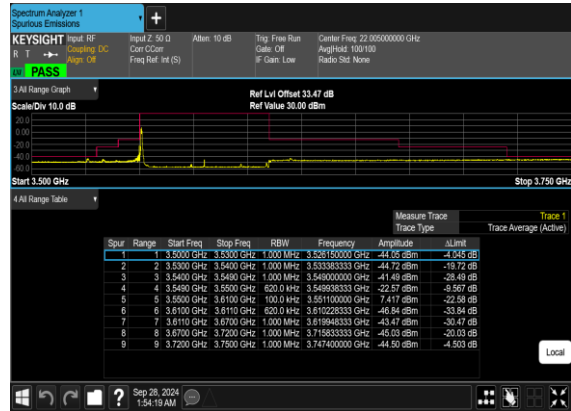 Spectrum Analyzer 1
Spurious Emissions
+
KEYSIGHT Input: RF Input Z: 50 Ω Atten: 10 dB Trig: Free Run Center Freq: 22.005000000 GHz
R T Coupling: DC Corr CCorr Gate: Off Avg|Hold: 100/100
Align: Off Freq Ref: Int (S) IF Gain: Low Radio Std: None
LXI PASS
3 All Range Graph
Ref Lvl Offset 33.47 dB
Scale/Div 10.0 dB Ref Value 30.00 dBm
20.0
0.00
-20.0
-40.0
-60.0
Start 3.500 GHz Stop 3.750 GHz
4 All Range Table
Measure Trace Trace 1
Trace Type Trace Average (Active)
Spur Range Start Freq Stop Freq RBW Frequency Amplitude ΔLimit
1 1 3.5000 GHz 3.5300 GHz 1.000 MHz 3.526150000 GHz -44.05 dBm -4.045 dB
2 2 3.5300 GHz 3.5400 GHz 1.000 MHz 3.533383333 GHz -44.72 dBm -19.72 dB
3 3 3.5400 GHz 3.5490 GHz 1.000 MHz 3.549000000 GHz -41.49 dBm -28.49 dB
4 4 3.5490 GHz 3.5500 GHz 620.0 kHz 3.549938333 GHz -22.57 dBm -9.567 dB
5 5 3.5500 GHz 3.6100 GHz 100.0 kHz 3.551100000 GHz 7.417 dBm -22.58 dB
6 6 3.6100 GHz 3.6110 GHz 620.0 kHz 3.610228333 GHz -46.84 dBm -33.84 dB
7 7 3.6110 GHz 3.6700 GHz 1.000 MHz 3.619948333 GHz -43.47 dBm -30.47 dB
8 8 3.6700 GHz 3.7200 GHz 1.000 MHz 3.715833333 GHz -45.03 dBm -20.03 dB
9 9 3.7200 GHz 3.7500 GHz 1.000 MHz 3.747400000 GHz -44.50 dBm -4.503 dB
Local
? Sep 28, 2024
1:54:19 AM